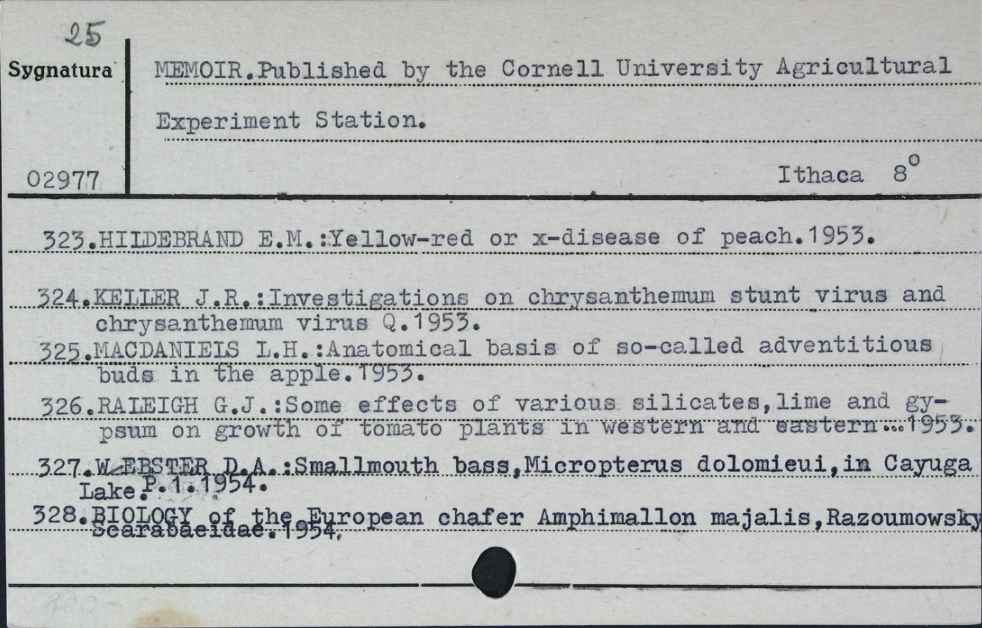 25
Sygnatura
MEMOIR.Published by the Cornell University Agricultural
Experiment Station.
02977
Ithaca 8°
323.HILDEBRAND E.M.:Yellow-red or x-disease of peach.1953.
324.KELLER J.R.:Investigations on chrysanthemum stunt virus and
chrysanthemum virus Q.1953.
325.MACDANIELS L.H.:Anatomical basis of so-called adventitious
buds in the apple.1953.
326.RALEIGH G.J.:Some effects of various silicates,lime and gy-
psum on growth of tomato plants in western and eastern...1953.
327.WEBSTER D.A.:Smallmouth bass,Micropterus dolomieui,in Cayuga
Lake.P.1.1954.
328.BIOLOGY of the European chafer Amphimallon majalis,Razoumowsky
Scarabaeidae.1954.